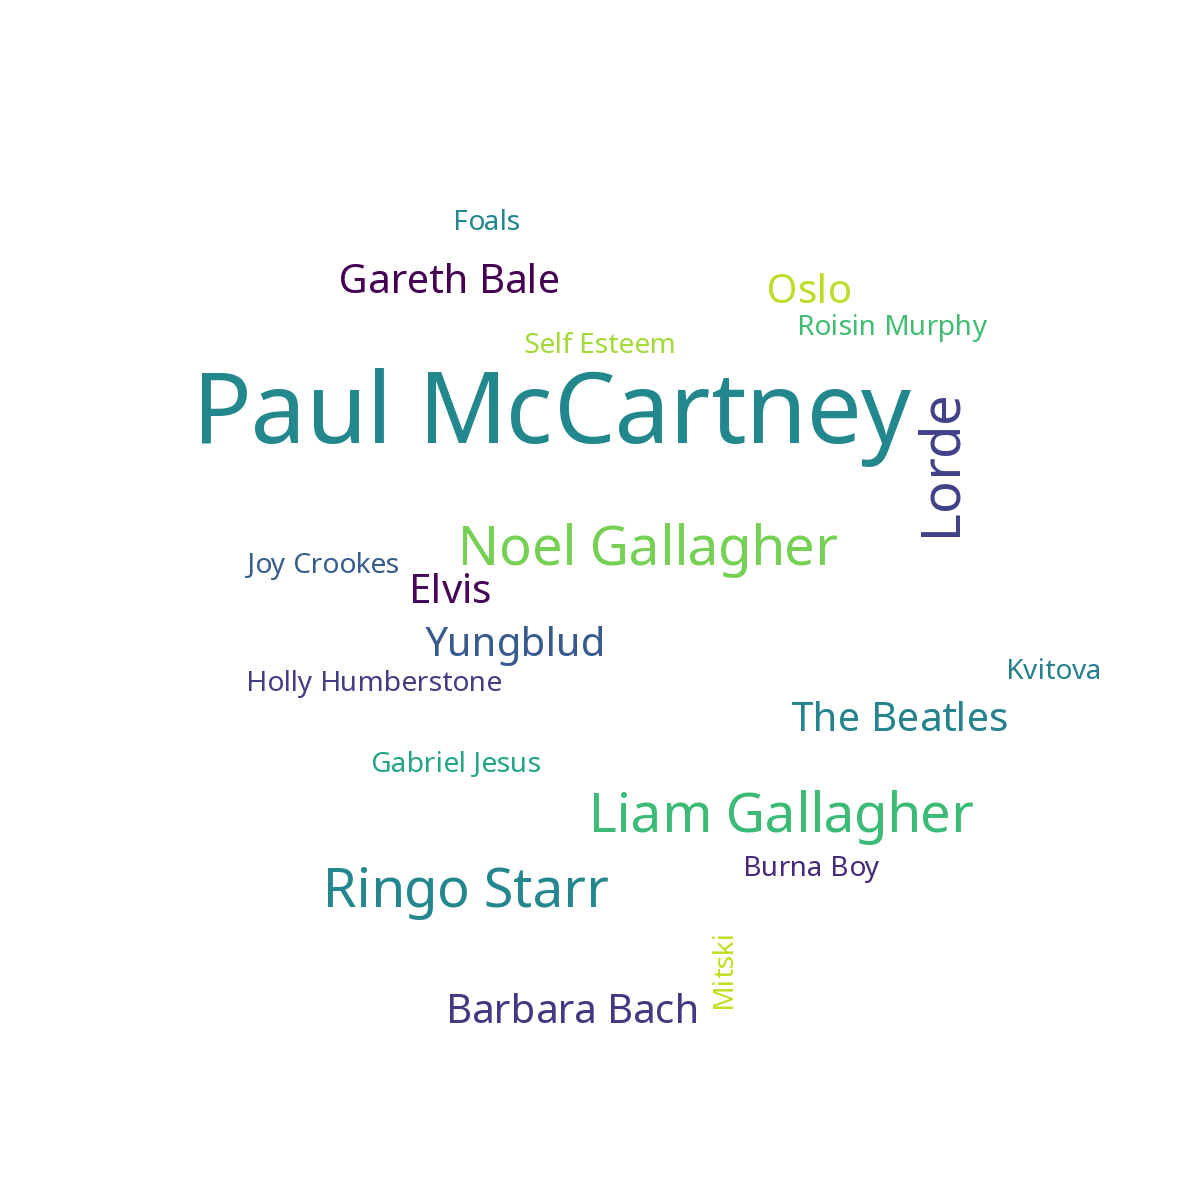 Foals
Gareth Bale
Oslo
Roisin Murphy
Self Esteem
Paul McCartney
Lorde
Noel Gallagher
Joy Crookes
Elvis
Yungblud
Kvitova
Holly Humberstone
The Beatles
Gabriel Jesus
Liam Gallagher
Burna Boy
Ringo Starr
Mitski
Barbara Bach